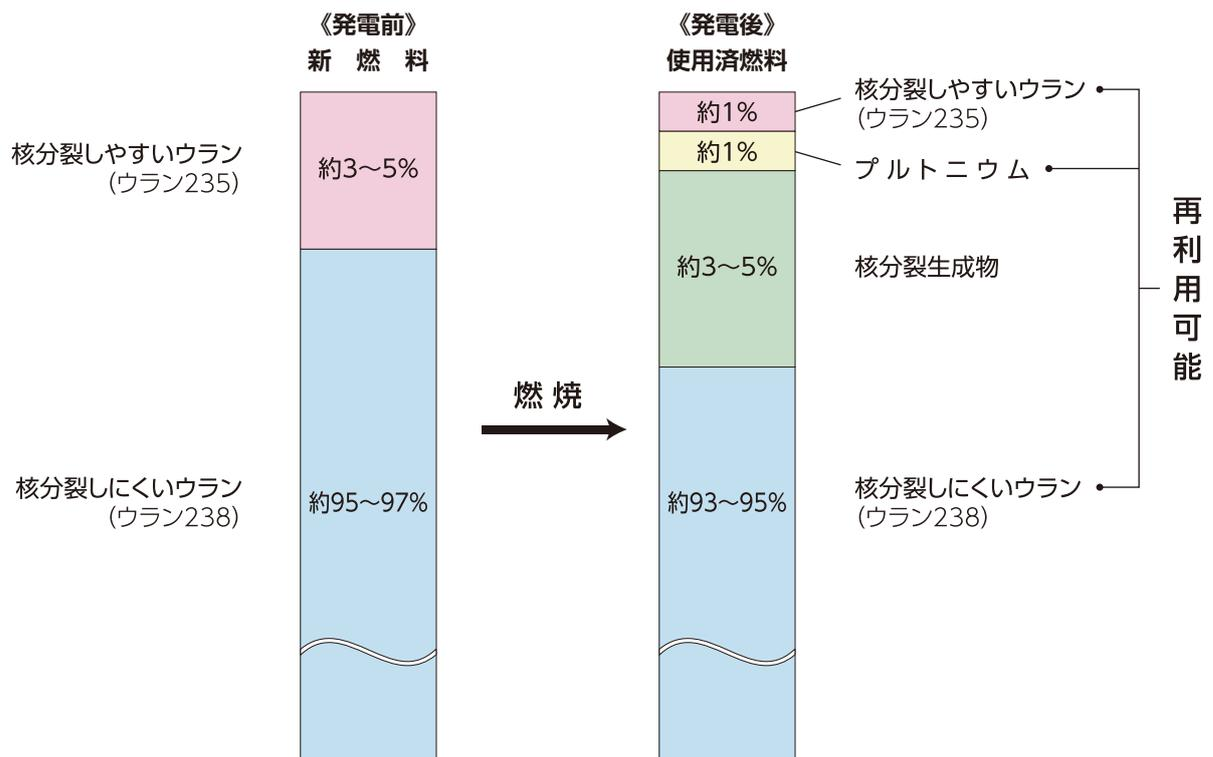 《発電前》
新燃料
核分裂しやすいウラン
(ウラン235)
約3〜5%
核分裂しにくいウラン
(ウラン238)
約95〜97%
燃焼
《発電後》
使用済燃料
約1%
核分裂しやすいウラン
(ウラン235)
約1%
プルトニウム
約3〜5%
核分裂生成物
約93〜95%
核分裂しにくいウラン
(ウラン238)
再利用可能